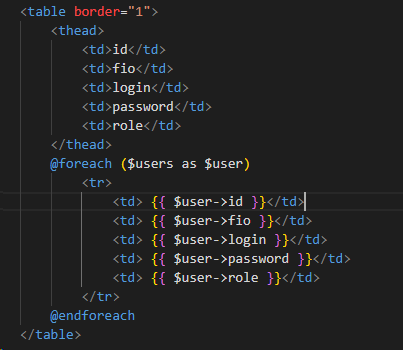 <table border="1">
    <thead>
        <td>id</td>
        <td>fio</td>
        <td>login</td>
        <td>password</td>
        <td>role</td>
    </thead>
    @foreach ($users as $user)
        <tr>
            <td> {{ $user->id }}</td>
            <td> {{ $user->fio }}</td>
            <td> {{ $user->login }}</td>
            <td> {{ $user->password }}</td>
            <td> {{ $user->role }}</td>
        </tr>
    @endforeach
</table>